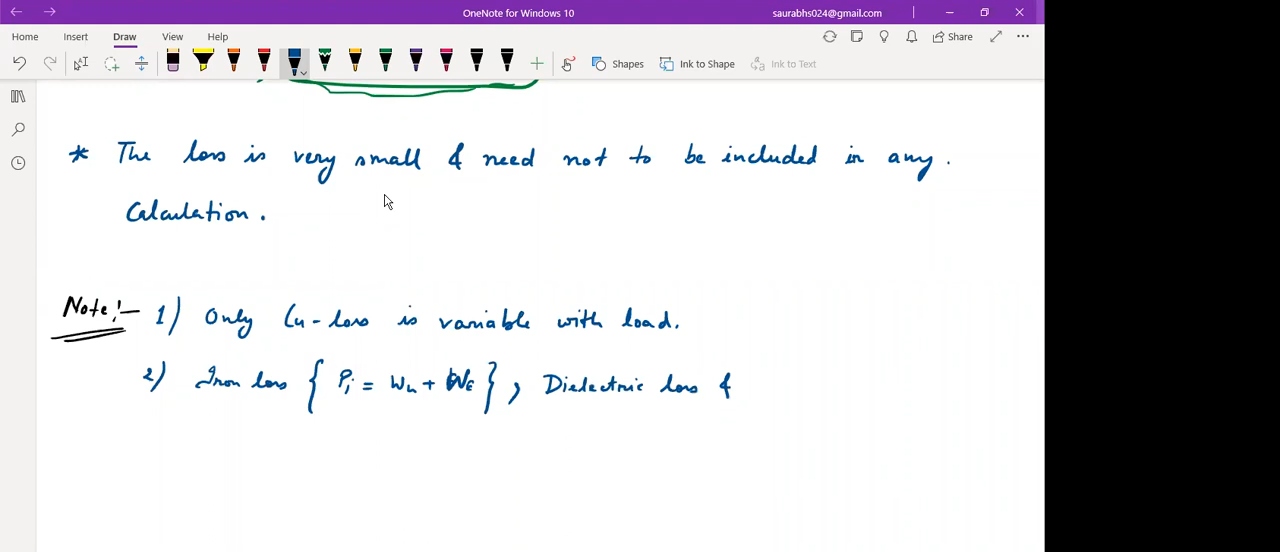 OneNote for Windows 10
saurabhs024@gmail.com
Home Insert Draw View Help
Share
Shapes Ink to Shape Ink to Text
* The loss is very small & need not to be included in any.
Calculation.
Note:- 1) Only Cu-loss is variable with load.
2) Iron loss { Pi = Wh + We }, Dielectric loss &